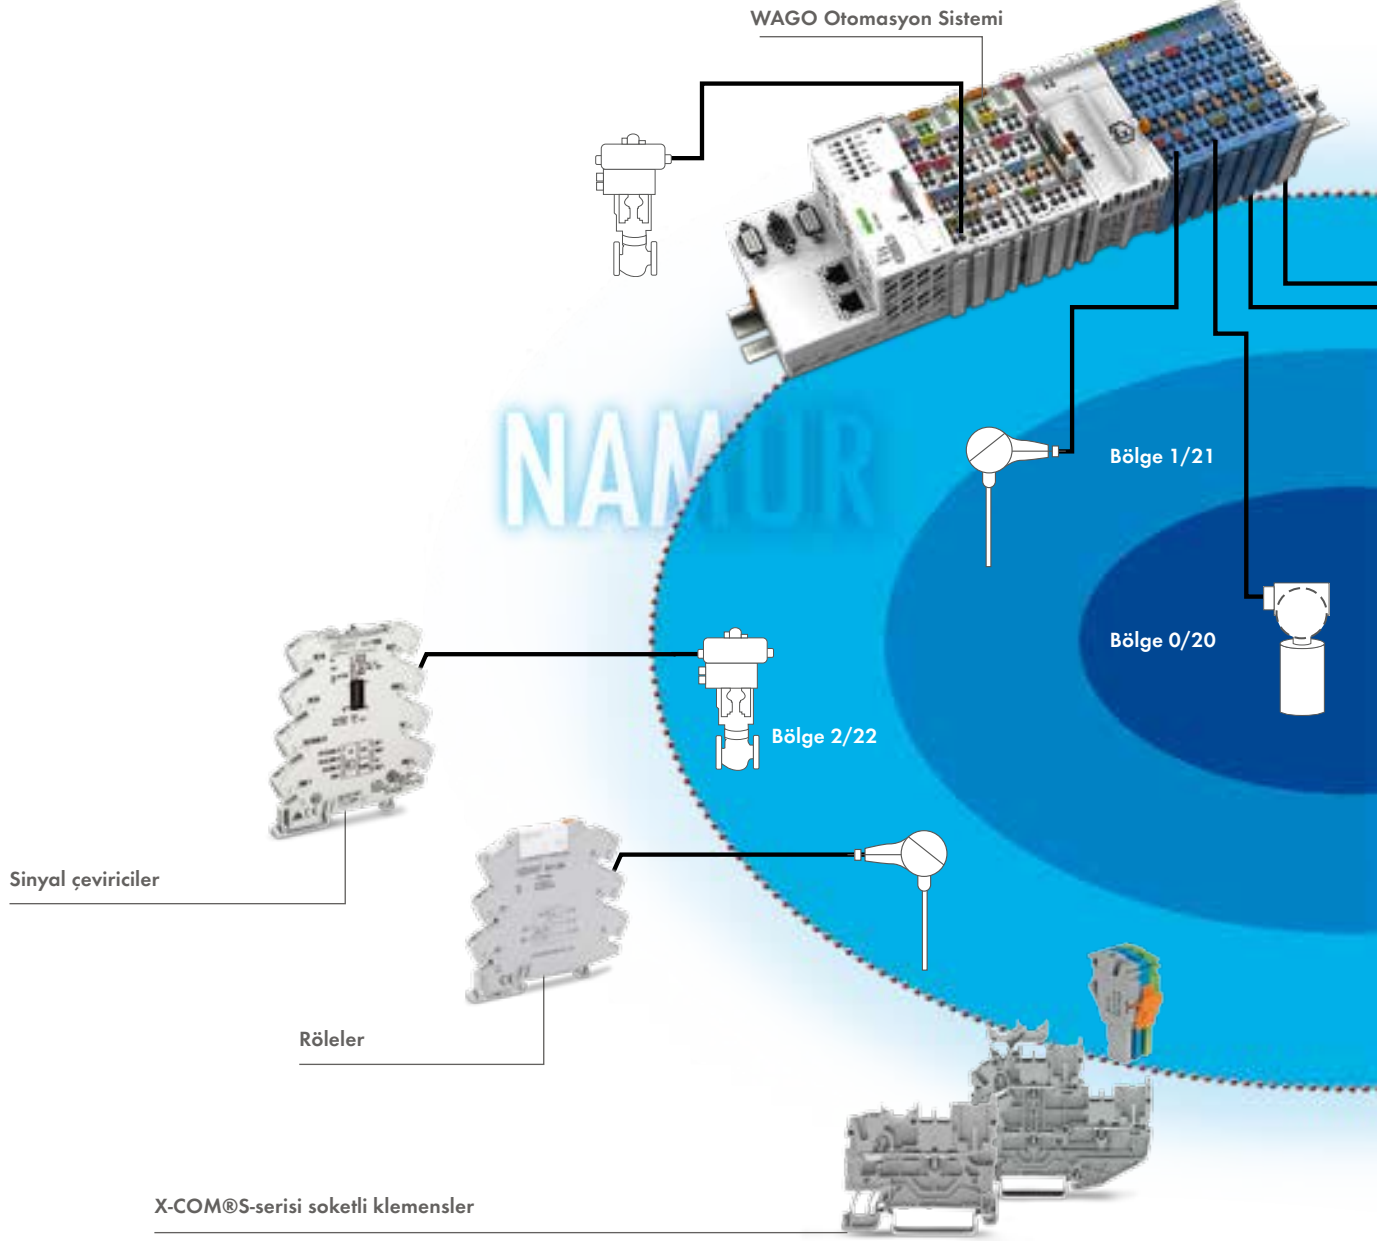 WAGO Otomasyon Sistemi
NAMUR
Bölge 1/21
Bölge 0/20
Bölge 2/22
Sinyal çeviriciler
Röleler
X-COM®S-serisi soketli klemensler